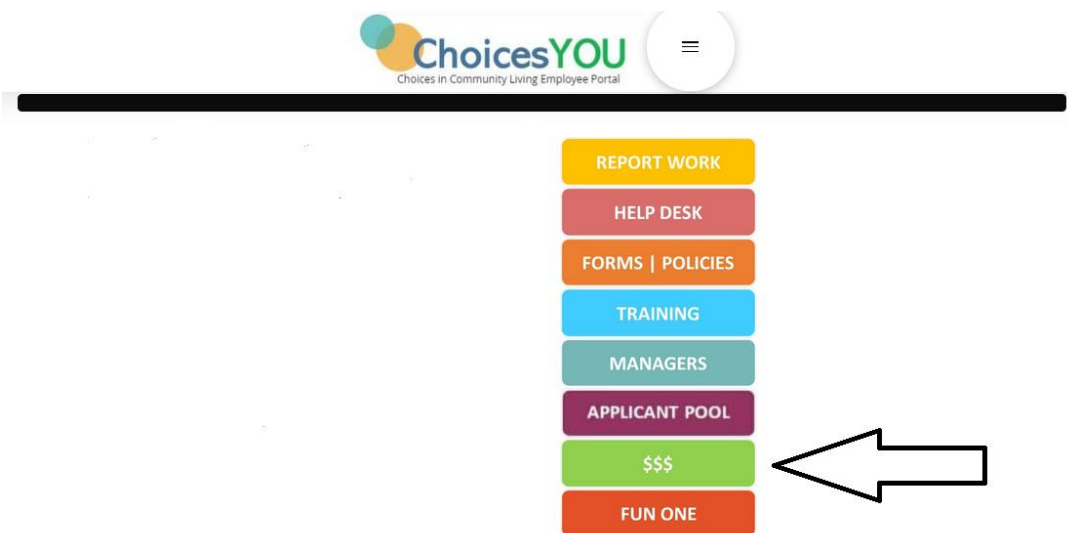 ChoicesYOU
Choices in Community Living Employee Portal
REPORT WORK
HELP DESK
FORMS | POLICIES
TRAINING
MANAGERS
APPLICANT POOL
$$$
FUN ONE